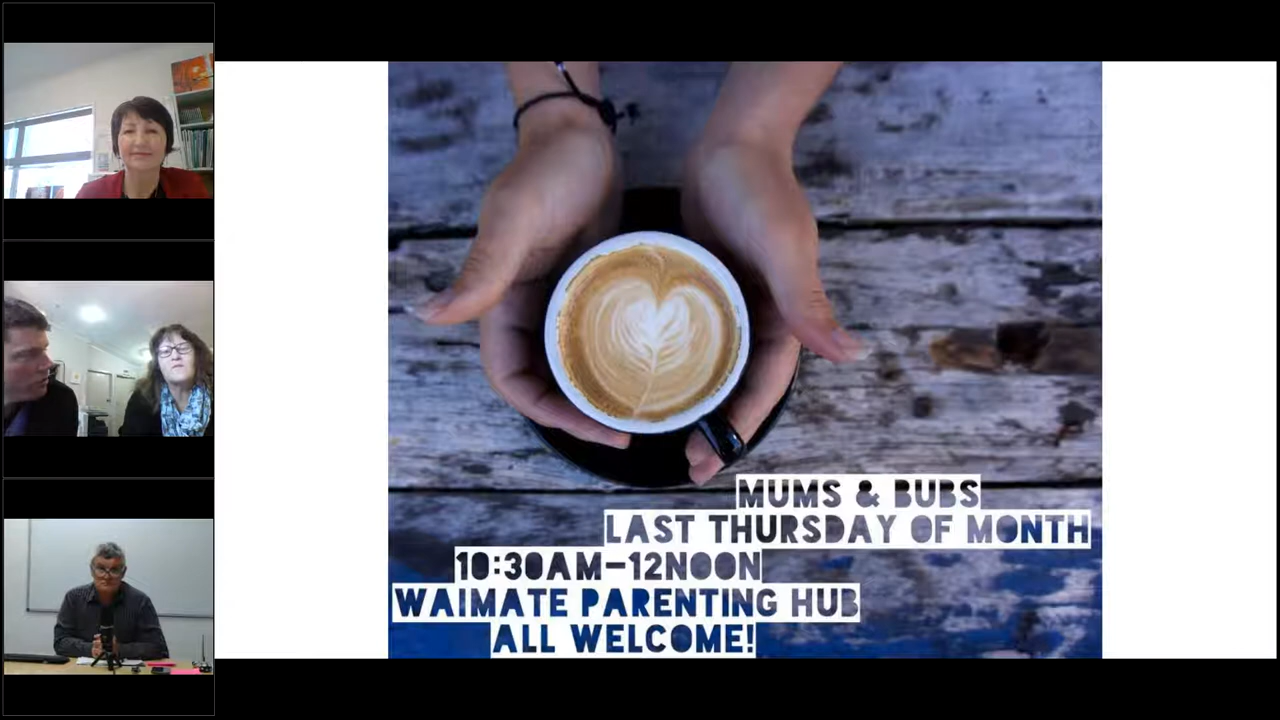 MUMS & BUBS
LAST THURSDAY OF MONTH
10:30AM-12NOON
WAIMATE PARENTING HUB
ALL WELCOME!